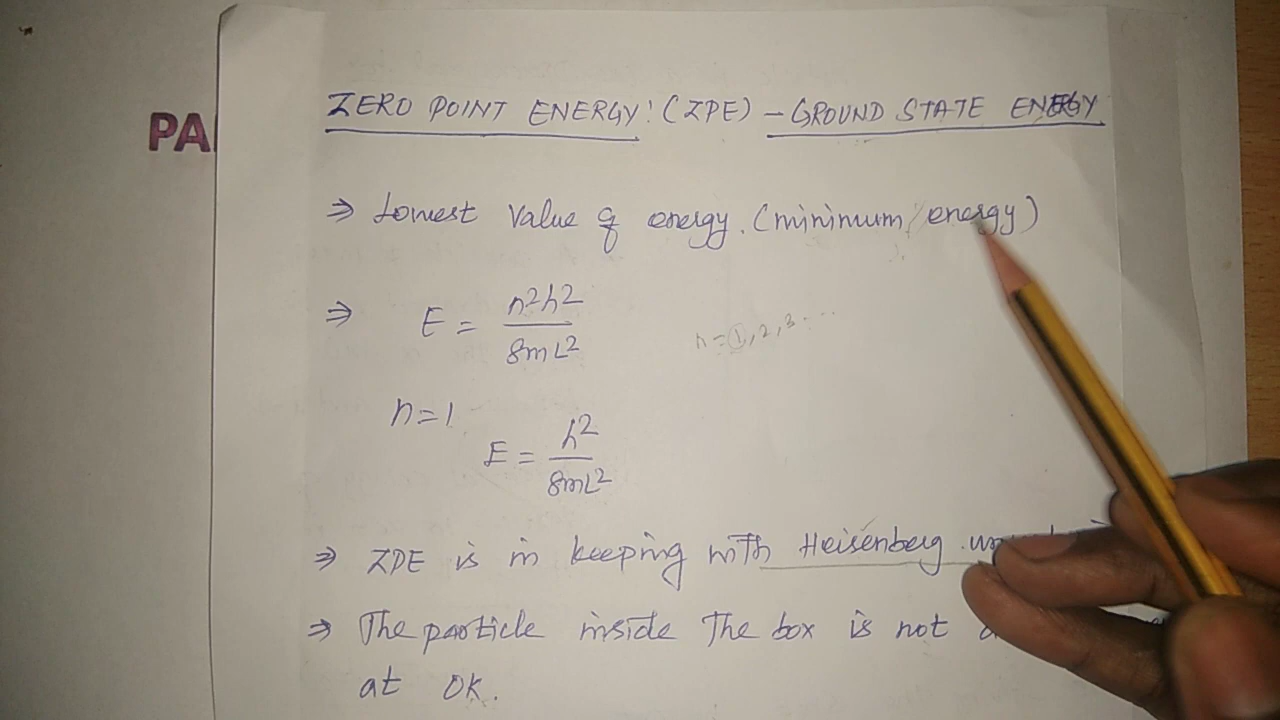 PA
ZERO POINT ENERGY: (ZPE) – GROUND STATE ENERGY
⇒ Lowest Value of energy. (minimum energy)
⇒ E = n²h² / 8mL²
n = 1, 2, 3 ...
n = 1
E = h² / 8mL²
⇒ ZPE is in keeping with Heisenberg
⇒ The particle inside the box is not
at 0K.